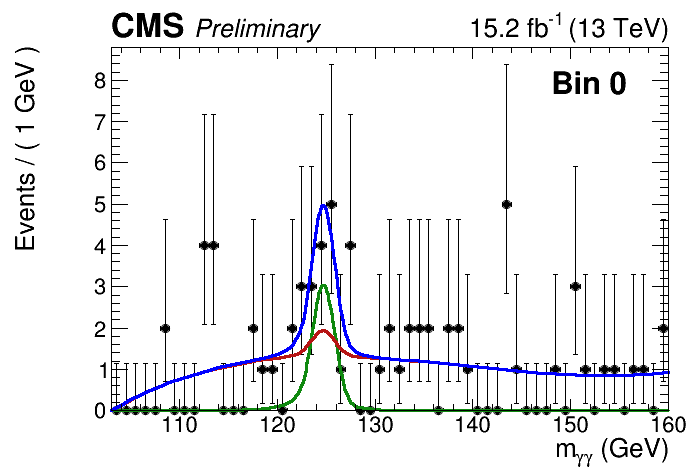 CMS Preliminary 15.2 fb⁻¹ (13 TeV)
Bin 0
Events / ( 1 GeV )
8
7
6
5
4
3
2
1
0
110 120 130 140 150 160
mγγ (GeV)